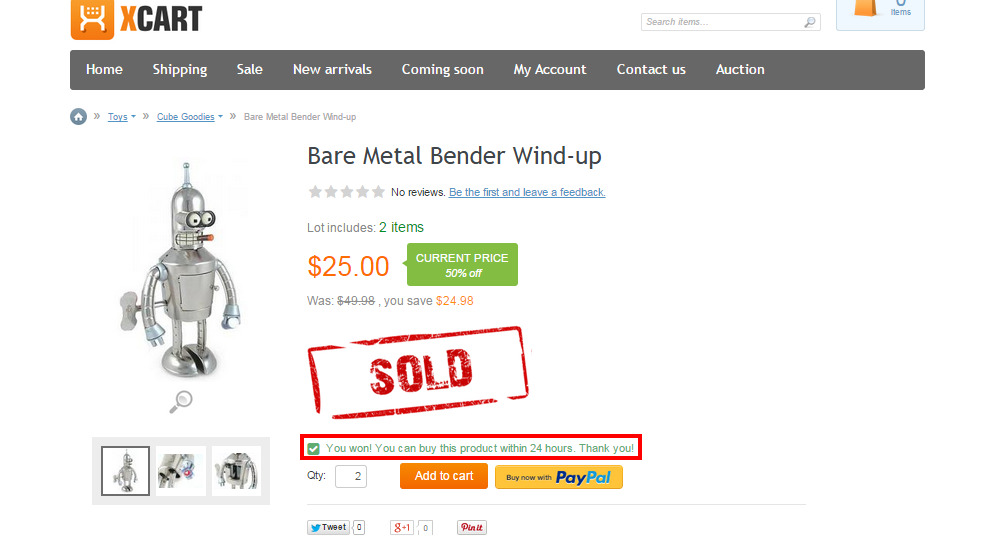 XCART
Search items...
0
Items
Home Shipping Sale New arrivals Coming soon My Account Contact us Auction
» Toys » Cube Goodies » Bare Metal Bender Wind-up
Bare Metal Bender Wind-up
No reviews. Be the first and leave a feedback.
Lot includes: 2 items
$25.00 CURRENT PRICE
50% off
Was: $49.98 , you save $24.98
SOLD
You won! You can buy this product within 24 hours. Thank you!
Qty: 2 Add to cart Buy now with PayPal
Tweet 0 g+1 0 Pin it